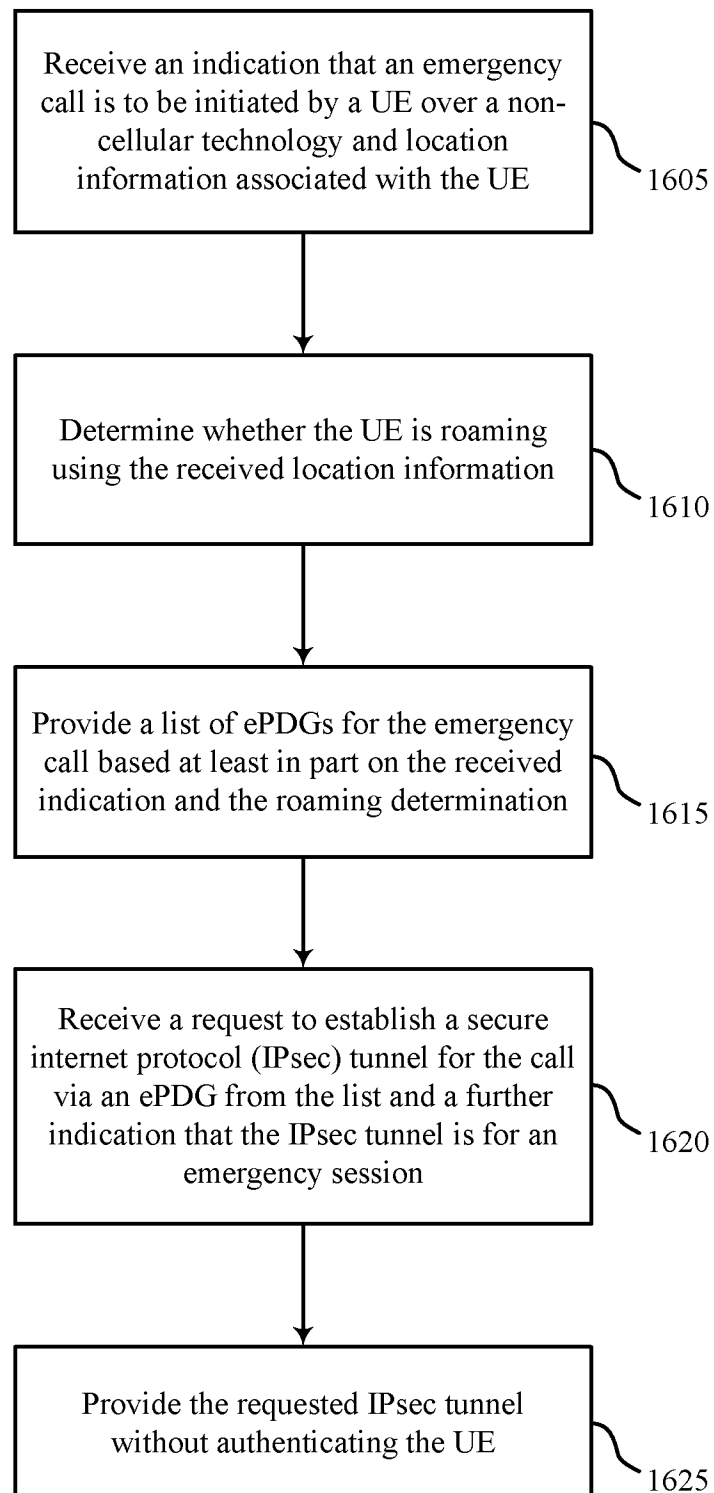 Receive an indication that an emergency
call is to be initiated by a UE over a non-
cellular technology and location
information associated with the UE
1605
Determine whether the UE is roaming
using the received location information
1610
Provide a list of ePDGs for the emergency
call based at least in part on the received
indication and the roaming determination
1615
Receive a request to establish a secure
internet protocol (IPsec) tunnel for the call
via an ePDG from the list and a further
indication that the IPsec tunnel is for an
emergency session
1620
Provide the requested IPsec tunnel
without authenticating the UE
1625